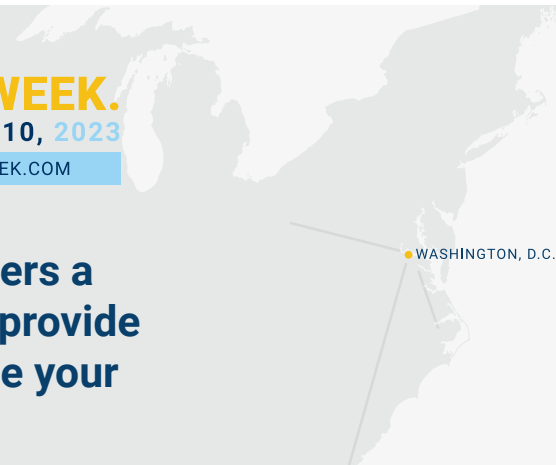 WEEK.
10, 2023
EK.COM
WASHINGTON, D.C.
ers a
provide
e your